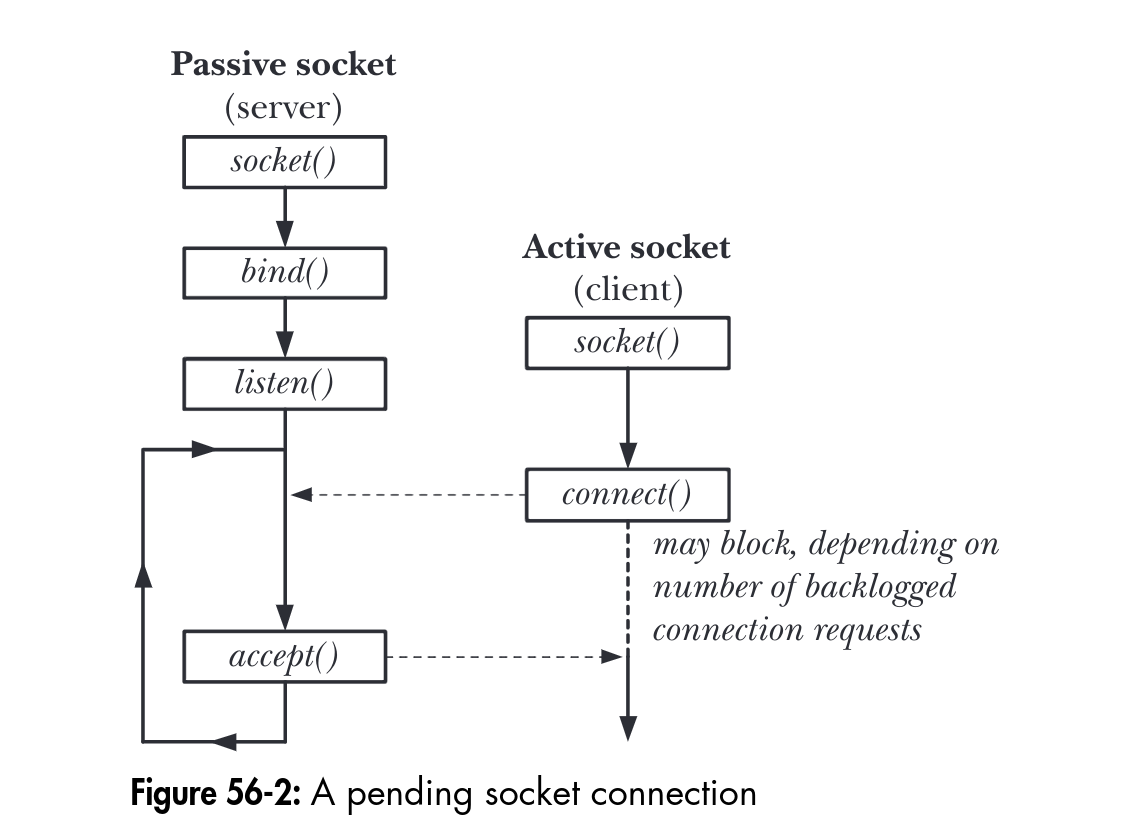 Passive socket
(server)
socket()
bind()
listen()
accept()
Active socket
(client)
socket()
connect()
may block, depending on
number of backlogged
connection requests
Figure 56-2: A pending socket connection